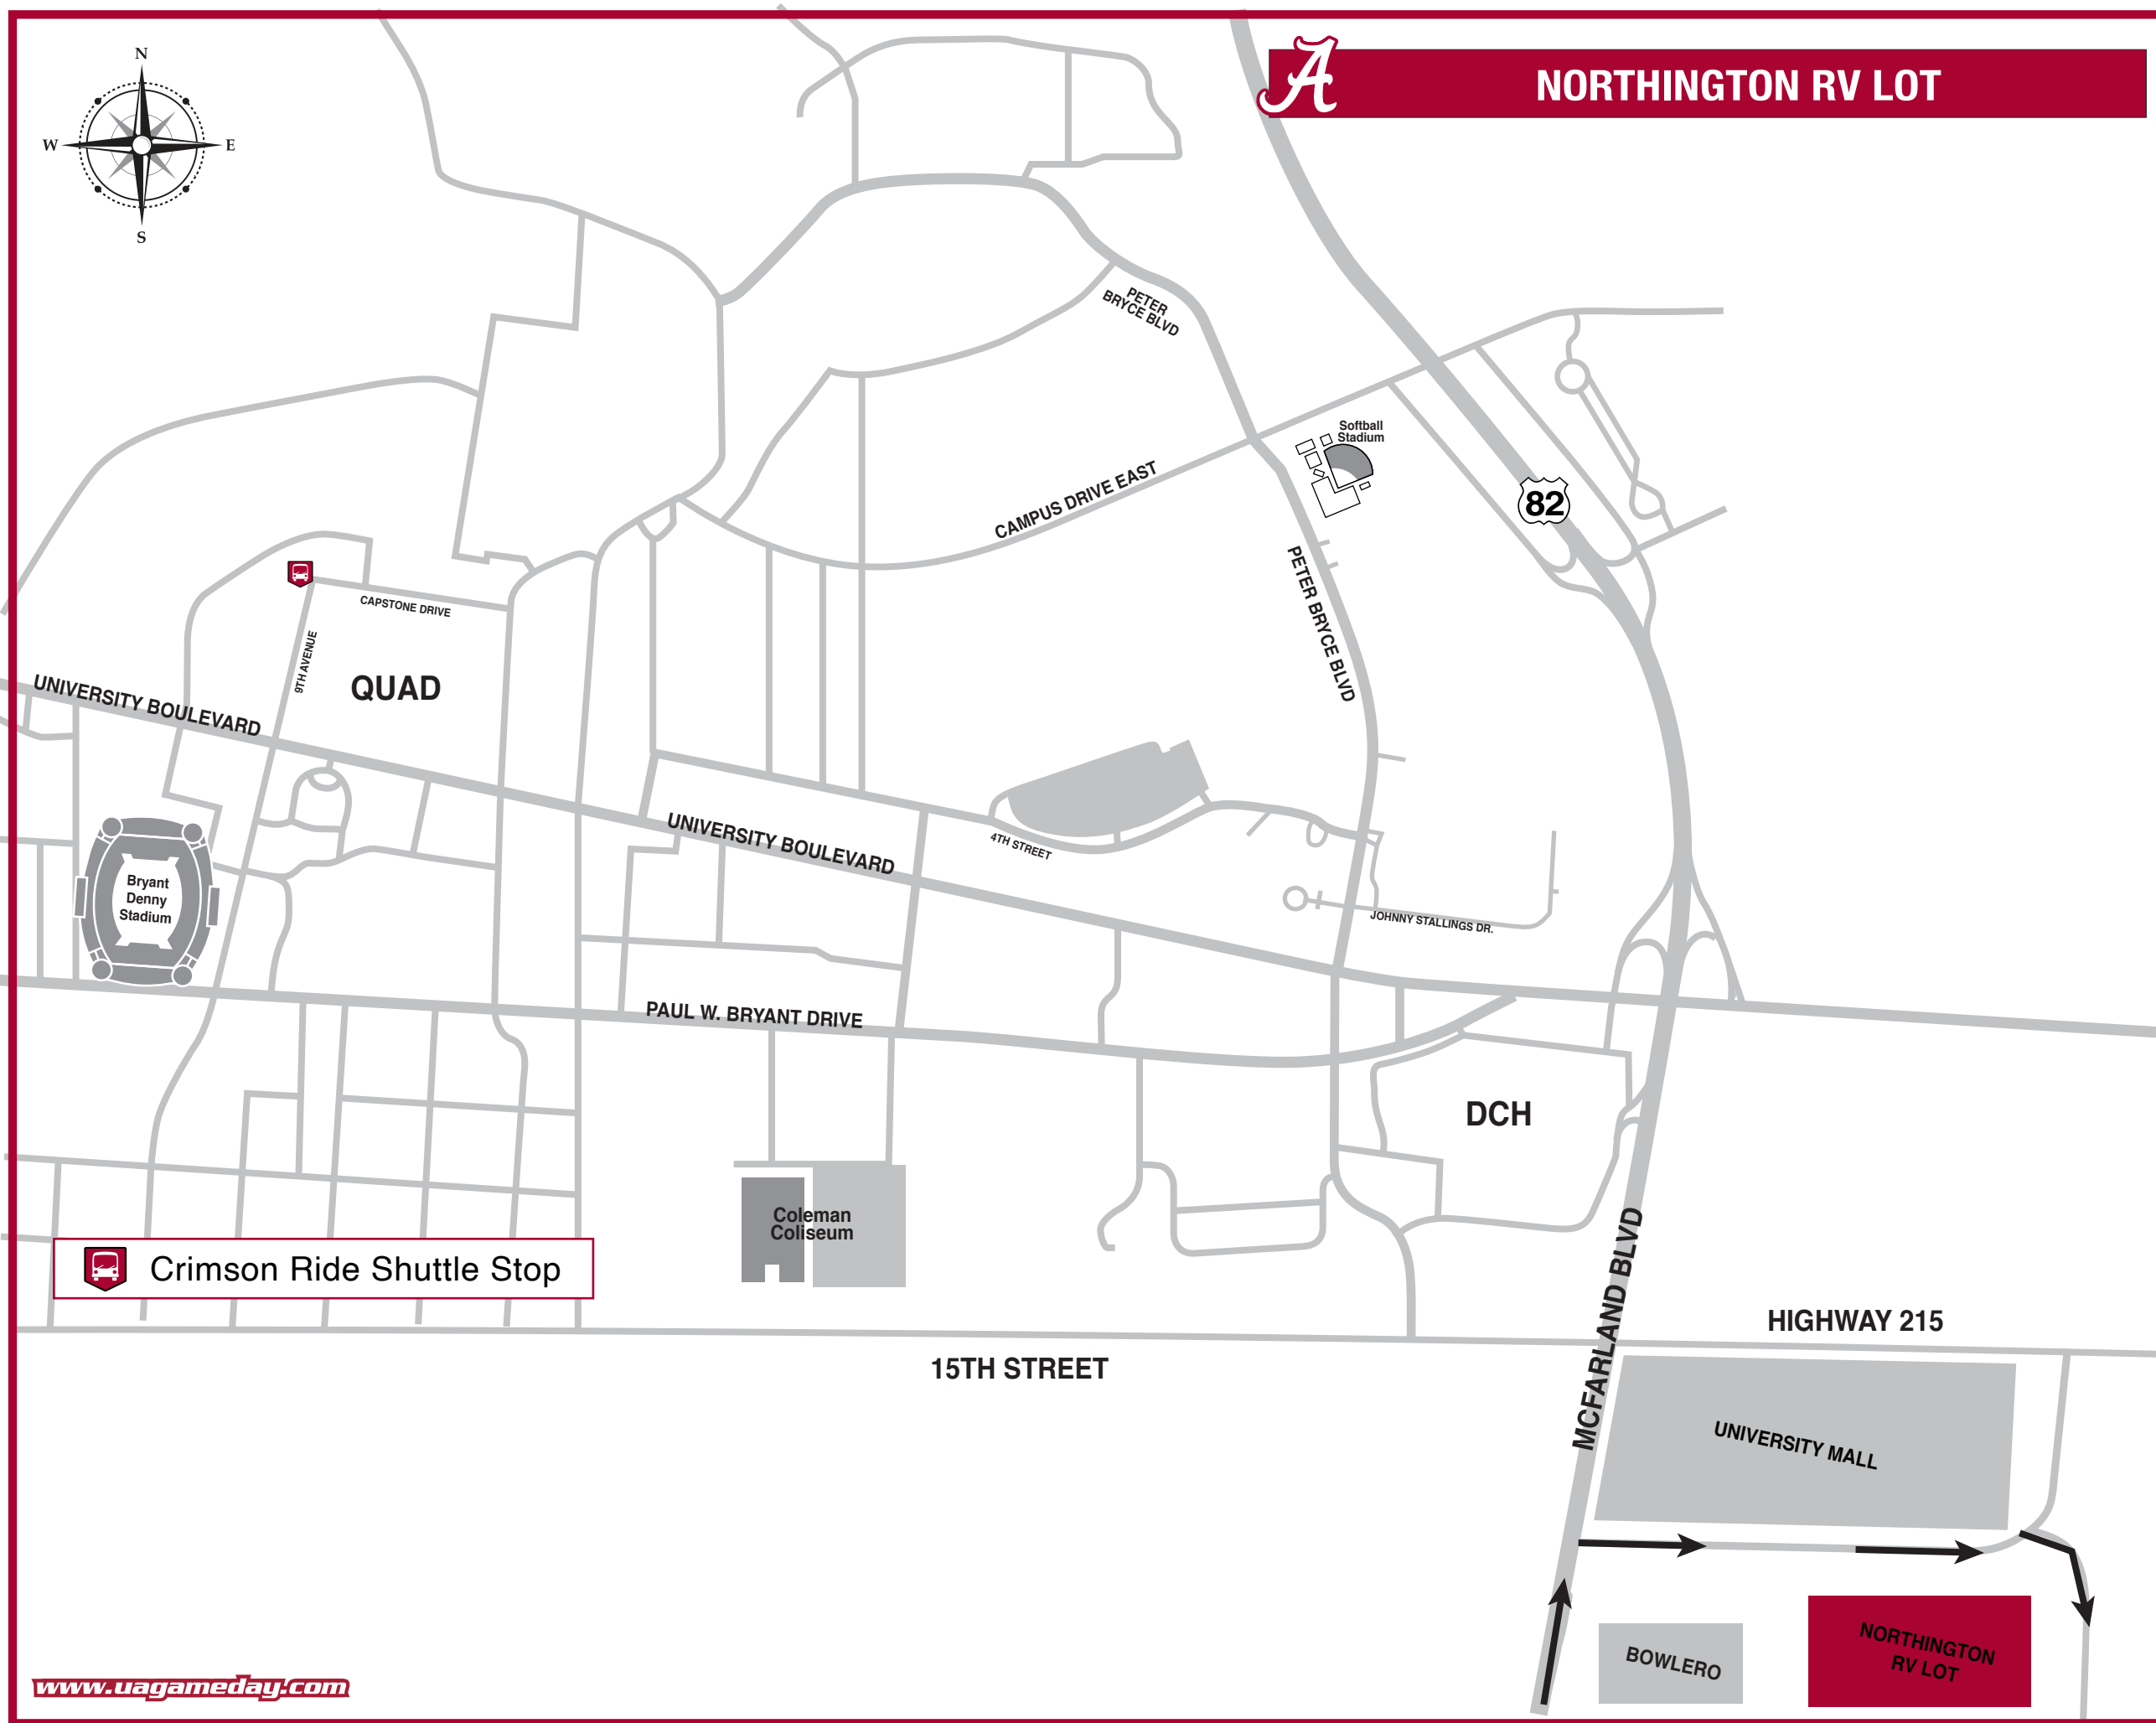 NORTHINGTON RV LOT
A
N
W
E
S
PETER
BRYCE BLVD
Softball
Stadium
CAMPUS DRIVE EAST
82
PETER BRYCE BLVD
CAPSTONE DRIVE
9TH AVENUE
QUAD
UNIVERSITY BOULEVARD
UNIVERSITY BOULEVARD
4TH STREET
Bryant
Denny
Stadium
JOHNNY STALLINGS DR.
PAUL W. BRYANT DRIVE
DCH
Coleman
Coliseum
Crimson Ride Shuttle Stop
MCFARLAND BLVD
HIGHWAY 215
15TH STREET
UNIVERSITY MALL
BOWLERO
NORTHINGTON
RV LOT
www.uagameday.com